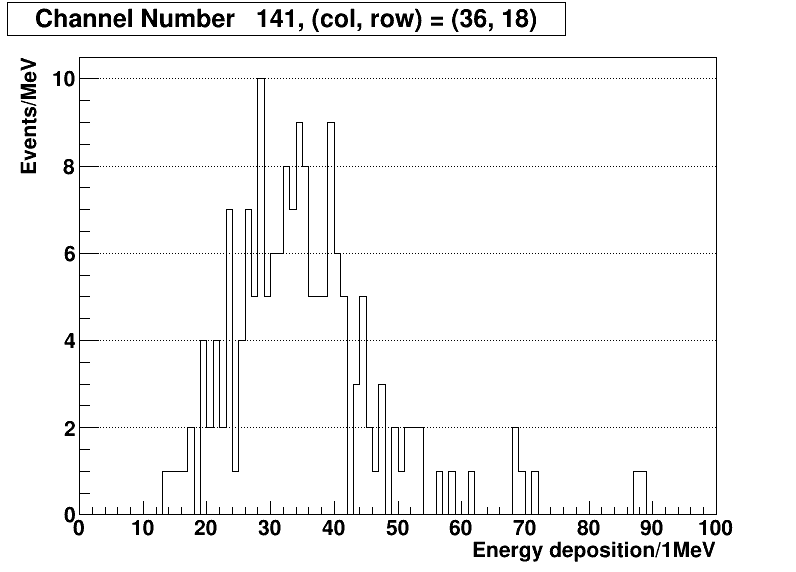 Channel Number 141, (col, row) = (36, 18)
Events/MeV
10
8
6
4
2
0
0 10 20 30 40 50 60 70 80 90 100
Energy deposition/1MeV